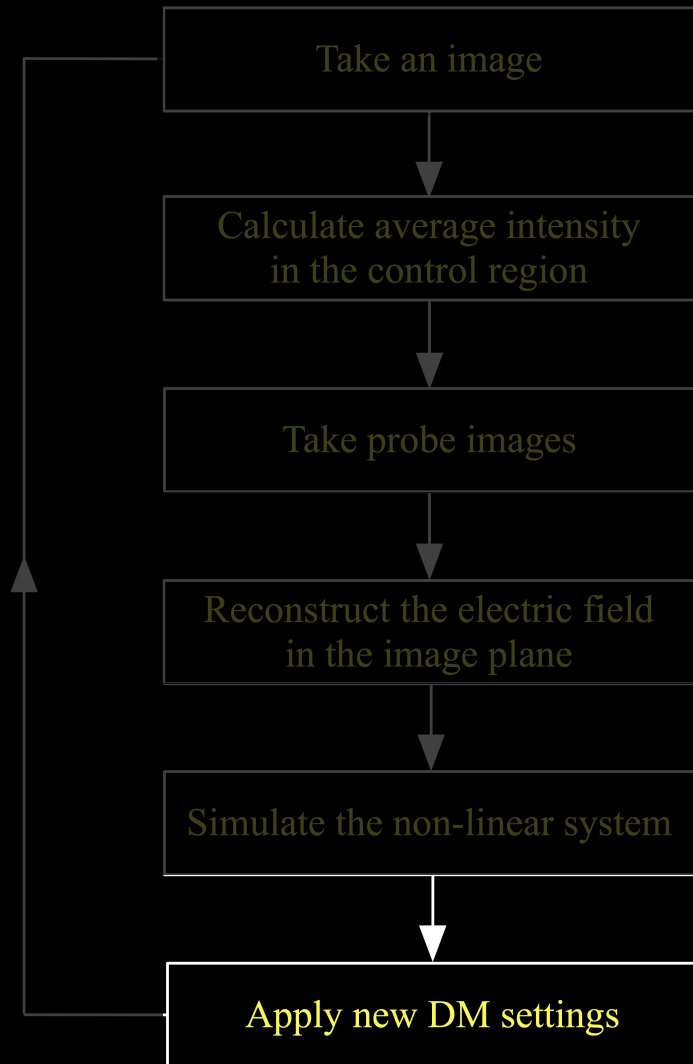 Take an image
Calculate average intensity
in the control region
Take probe images
Reconstruct the electric field
in the image plane
Simulate the non-linear system
Apply new DM settings